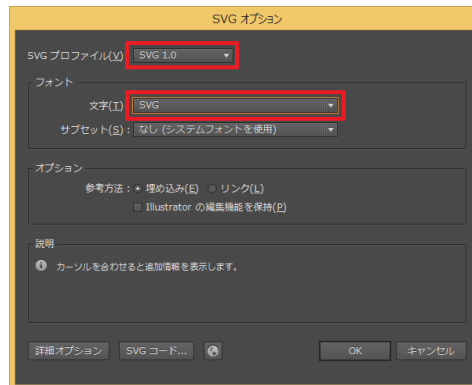 SVG オプション
SVG プロファイル(V) SVG 1.0
フォント
文字(T) SVG
サブセット(S): なし (システムフォントを使用)
オプション
参考方法: 埋め込み(E) リンク(L)
Illustrator の編集機能を保持(P)
説明
カーソルを合わせると追加情報を表示します。
詳細オプション SVG コード... OK キャンセル